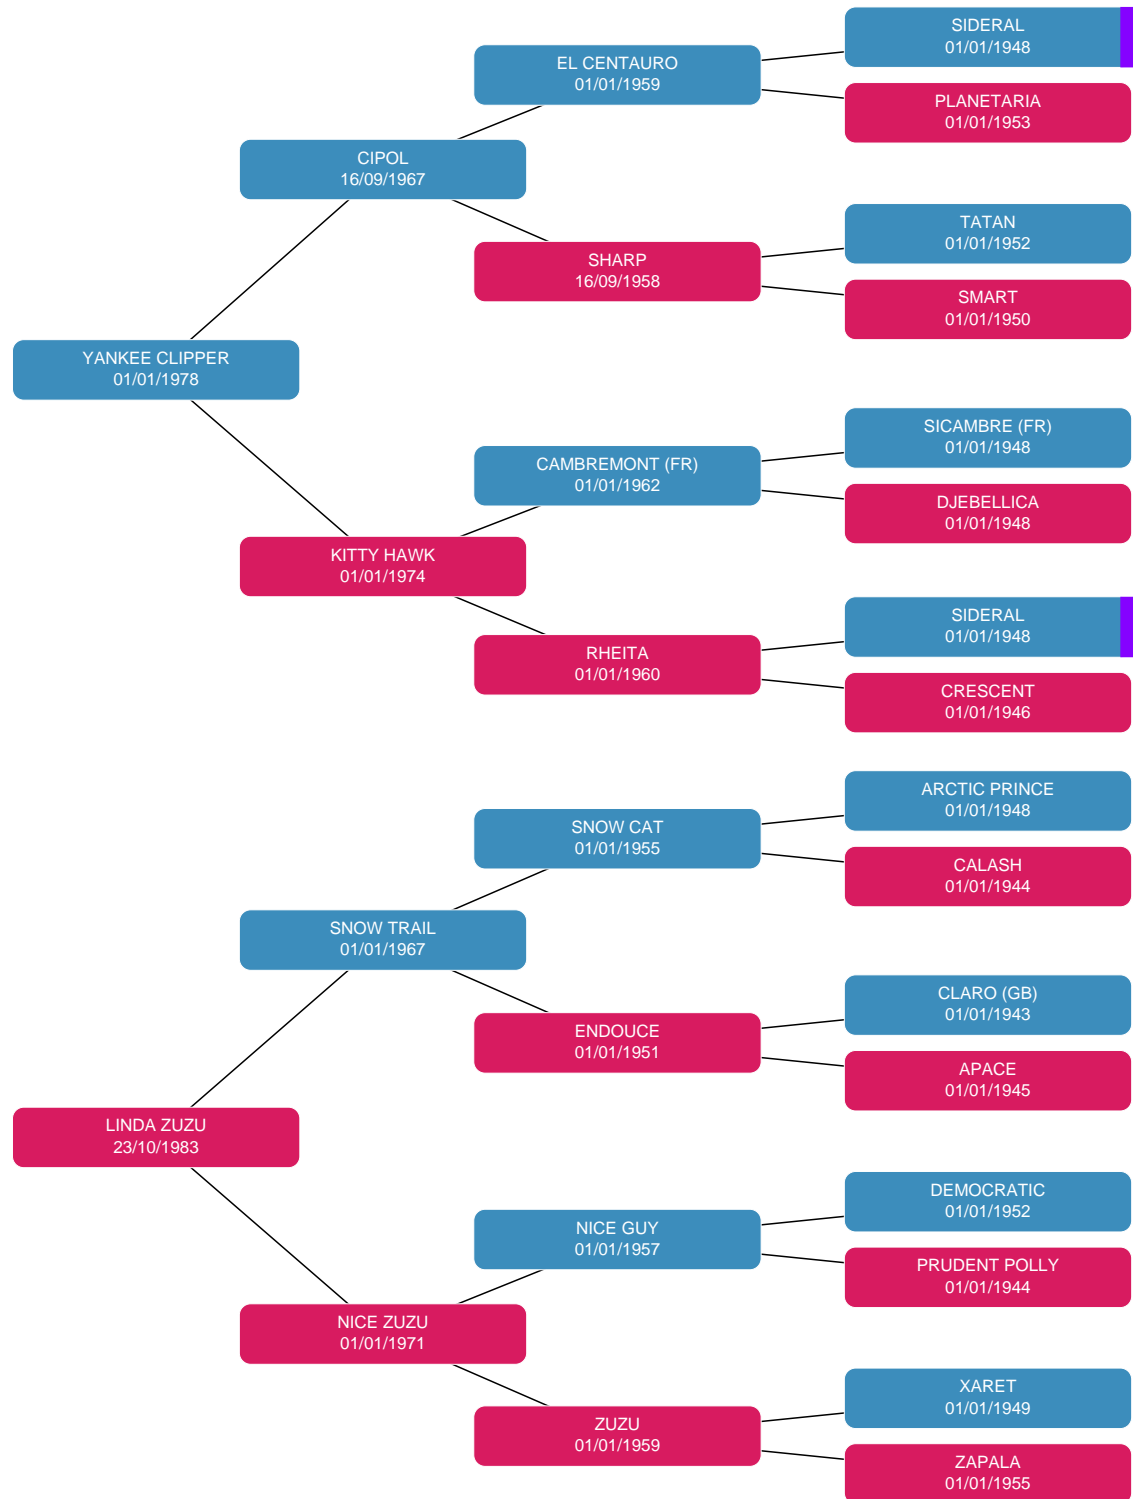 SIDERAL
01/01/1948
EL CENTAURO
01/01/1959
PLANETARIA
01/01/1953
CIPOL
16/09/1967
TATAN
01/01/1952
SHARP
16/09/1958
SMART
01/01/1950
YANKEE CLIPPER
01/01/1978
SICAMBRE (FR)
01/01/1948
CAMBREMONT (FR)
01/01/1962
DJEBELLICA
01/01/1948
KITTY HAWK
01/01/1974
SIDERAL
01/01/1948
RHEITA
01/01/1960
CRESCENT
01/01/1946
ARCTIC PRINCE
01/01/1948
SNOW CAT
01/01/1955
CALASH
01/01/1944
SNOW TRAIL
01/01/1967
CLARO (GB)
01/01/1943
ENDOUCE
01/01/1951
APACE
01/01/1945
LINDA ZUZU
23/10/1983
DEMOCRATIC
01/01/1952
NICE GUY
01/01/1957
PRUDENT POLLY
01/01/1944
NICE ZUZU
01/01/1971
XARET
01/01/1949
ZUZU
01/01/1959
ZAPALA
01/01/1955